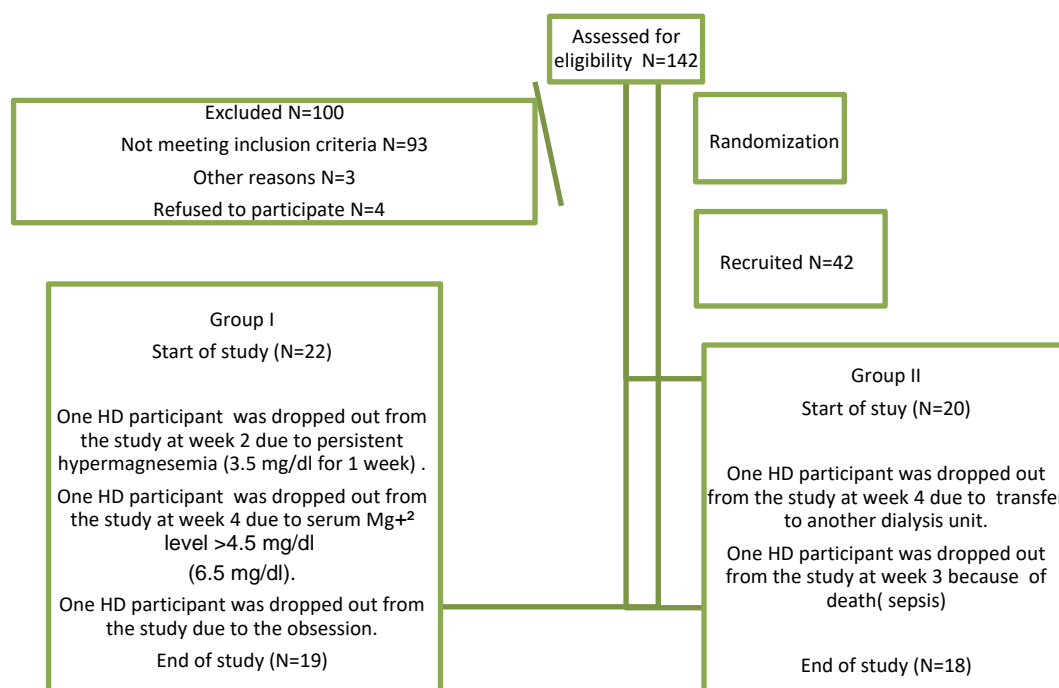 Assessed for
eligibility N=142
Excluded N=100
Not meeting inclusion criteria N=93
Other reasons N=3
Refused to participate N=4
Randomization
Recruited N=42
Group I
Start of study (N=22)
One HD participant was dropped out from
the study at week 2 due to persistent
hypermagnesemia (3.5 mg/dl for 1 week) .
One HD participant was dropped out from
the study at week 4 due to serum Mg+²
level >4.5 mg/dl
(6.5 mg/dl).
One HD participant was dropped out from
the study due to the obsession.
End of study (N=19)
Group II
Start of stuy (N=20)
One HD participant was dropped out
from the study at week 4 due to transfer
to another dialysis unit.
One HD participant was dropped out
from the study at week 3 because of
death( sepsis)
End of study (N=18)